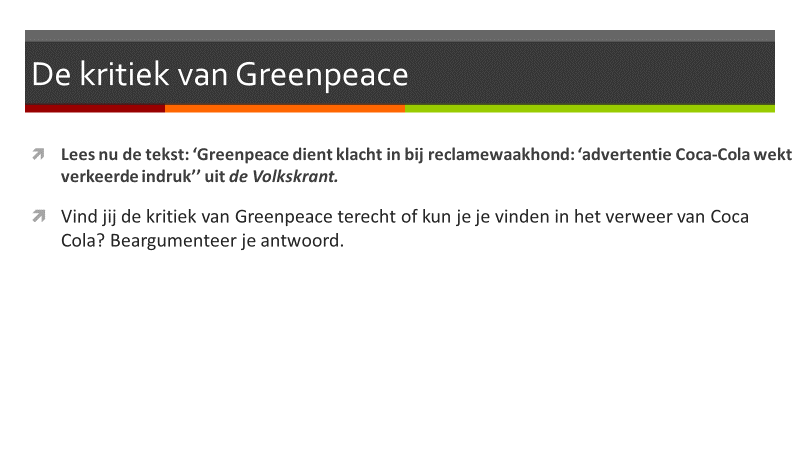 De kritiek van Greenpeace
Lees nu de tekst: ‘Greenpeace dient klacht in bij reclamewaakhond: ‘advertentie Coca-Cola wekt
verkeerde indruk’’ uit de Volkskrant.
Vind jij de kritiek van Greenpeace terecht of kun je je vinden in het verweer van Coca
Cola? Beargumenteer je antwoord.